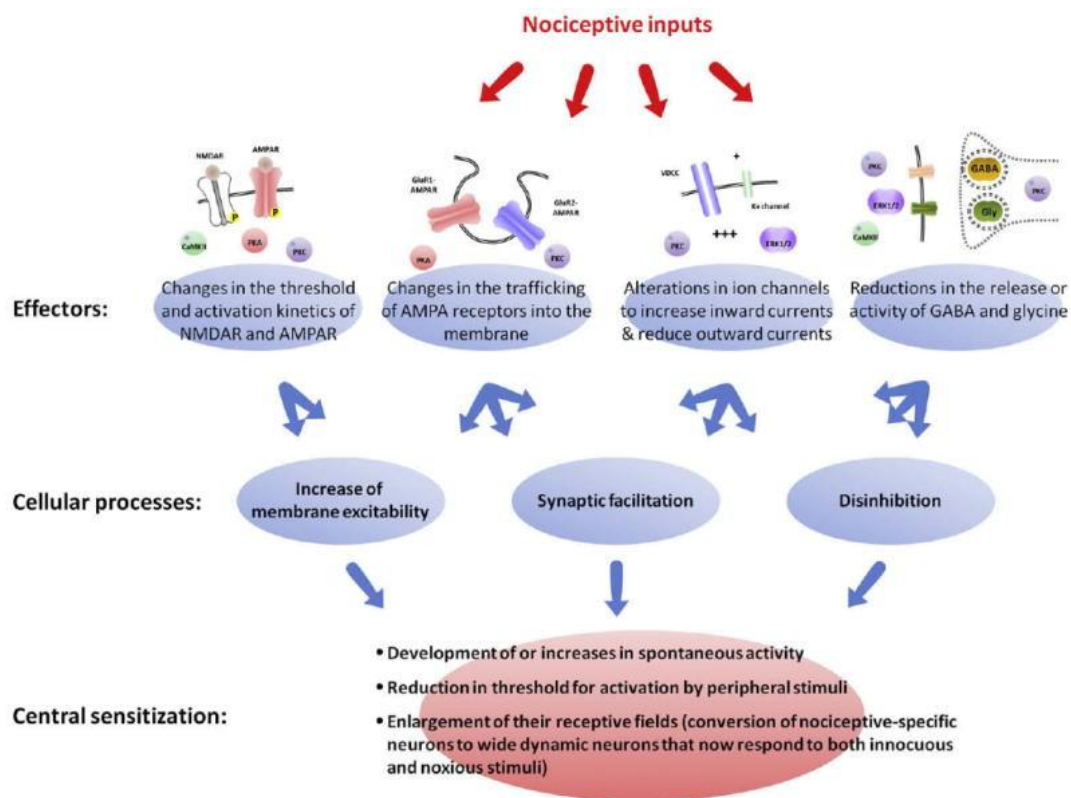 Nociceptive inputs
NMDAR
AMPAR
P
P
CaMKII
PKA
PKC
GluR1-
AMPAR
GluR2-
AMPAR
PKA
PKC
VDCC
+
K+ channel
+++
PKC
ERK1/2
PKC
ERK1/2
CaMKII
GABA
Gly
PKC
Effectors:
Changes in the threshold
and activation kinetics of
NMDAR and AMPAR
Changes in the trafficking
of AMPA receptors into the
membrane
Alterations in ion channels
to increase inward currents
& reduce outward currents
Reductions in the release or
activity of GABA and glycine
Cellular processes:
Increase of
membrane excitability
Synaptic facilitation
Disinhibition
Central sensitization:
• Development of or increases in spontaneous activity
• Reduction in threshold for activation by peripheral stimuli
• Enlargement of their receptive fields (conversion of nociceptive-specific
neurons to wide dynamic neurons that now respond to both innocuous
and noxious stimuli)